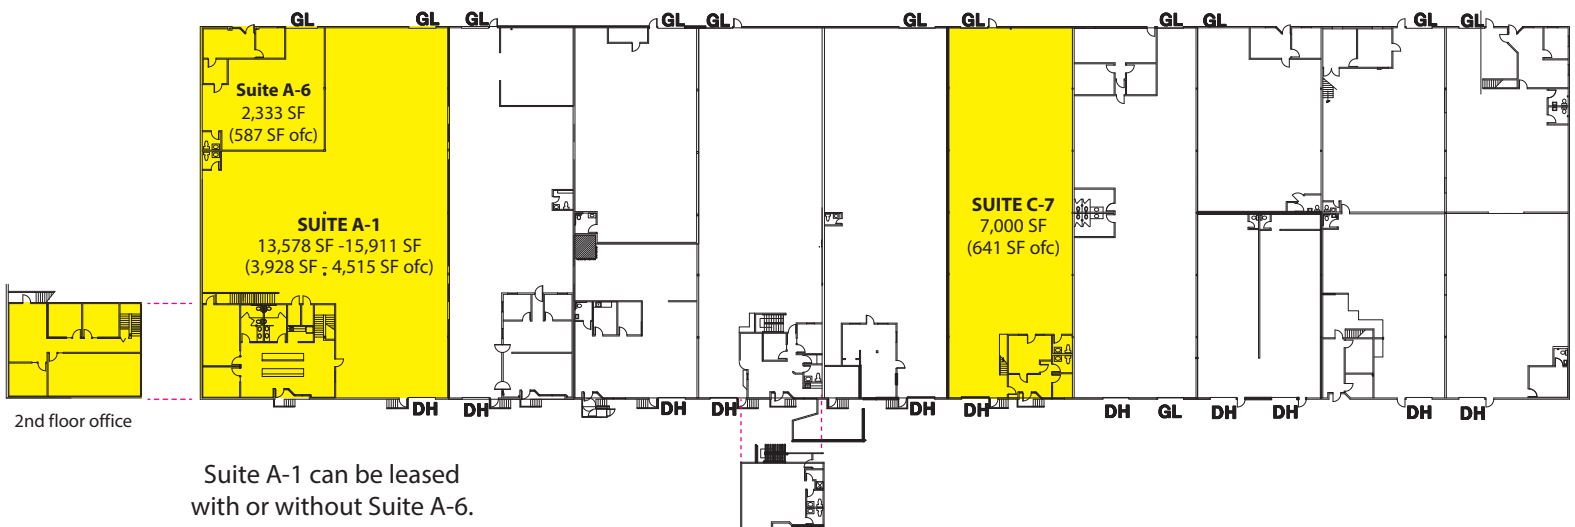 GL GL GL GL GL GL GL GL GL GL GL
Suite A-6
2,333 SF
(587 SF ofc)
SUITE A-1
13,578 SF -15,911 SF
(3,928 SF - 4,515 SF ofc)
SUITE C-7
7,000 SF
(641 SF ofc)
DH DH DH DH DH DH DH GL DH DH DH DH
2nd floor office
Suite A-1 can be leased
with or without Suite A-6.